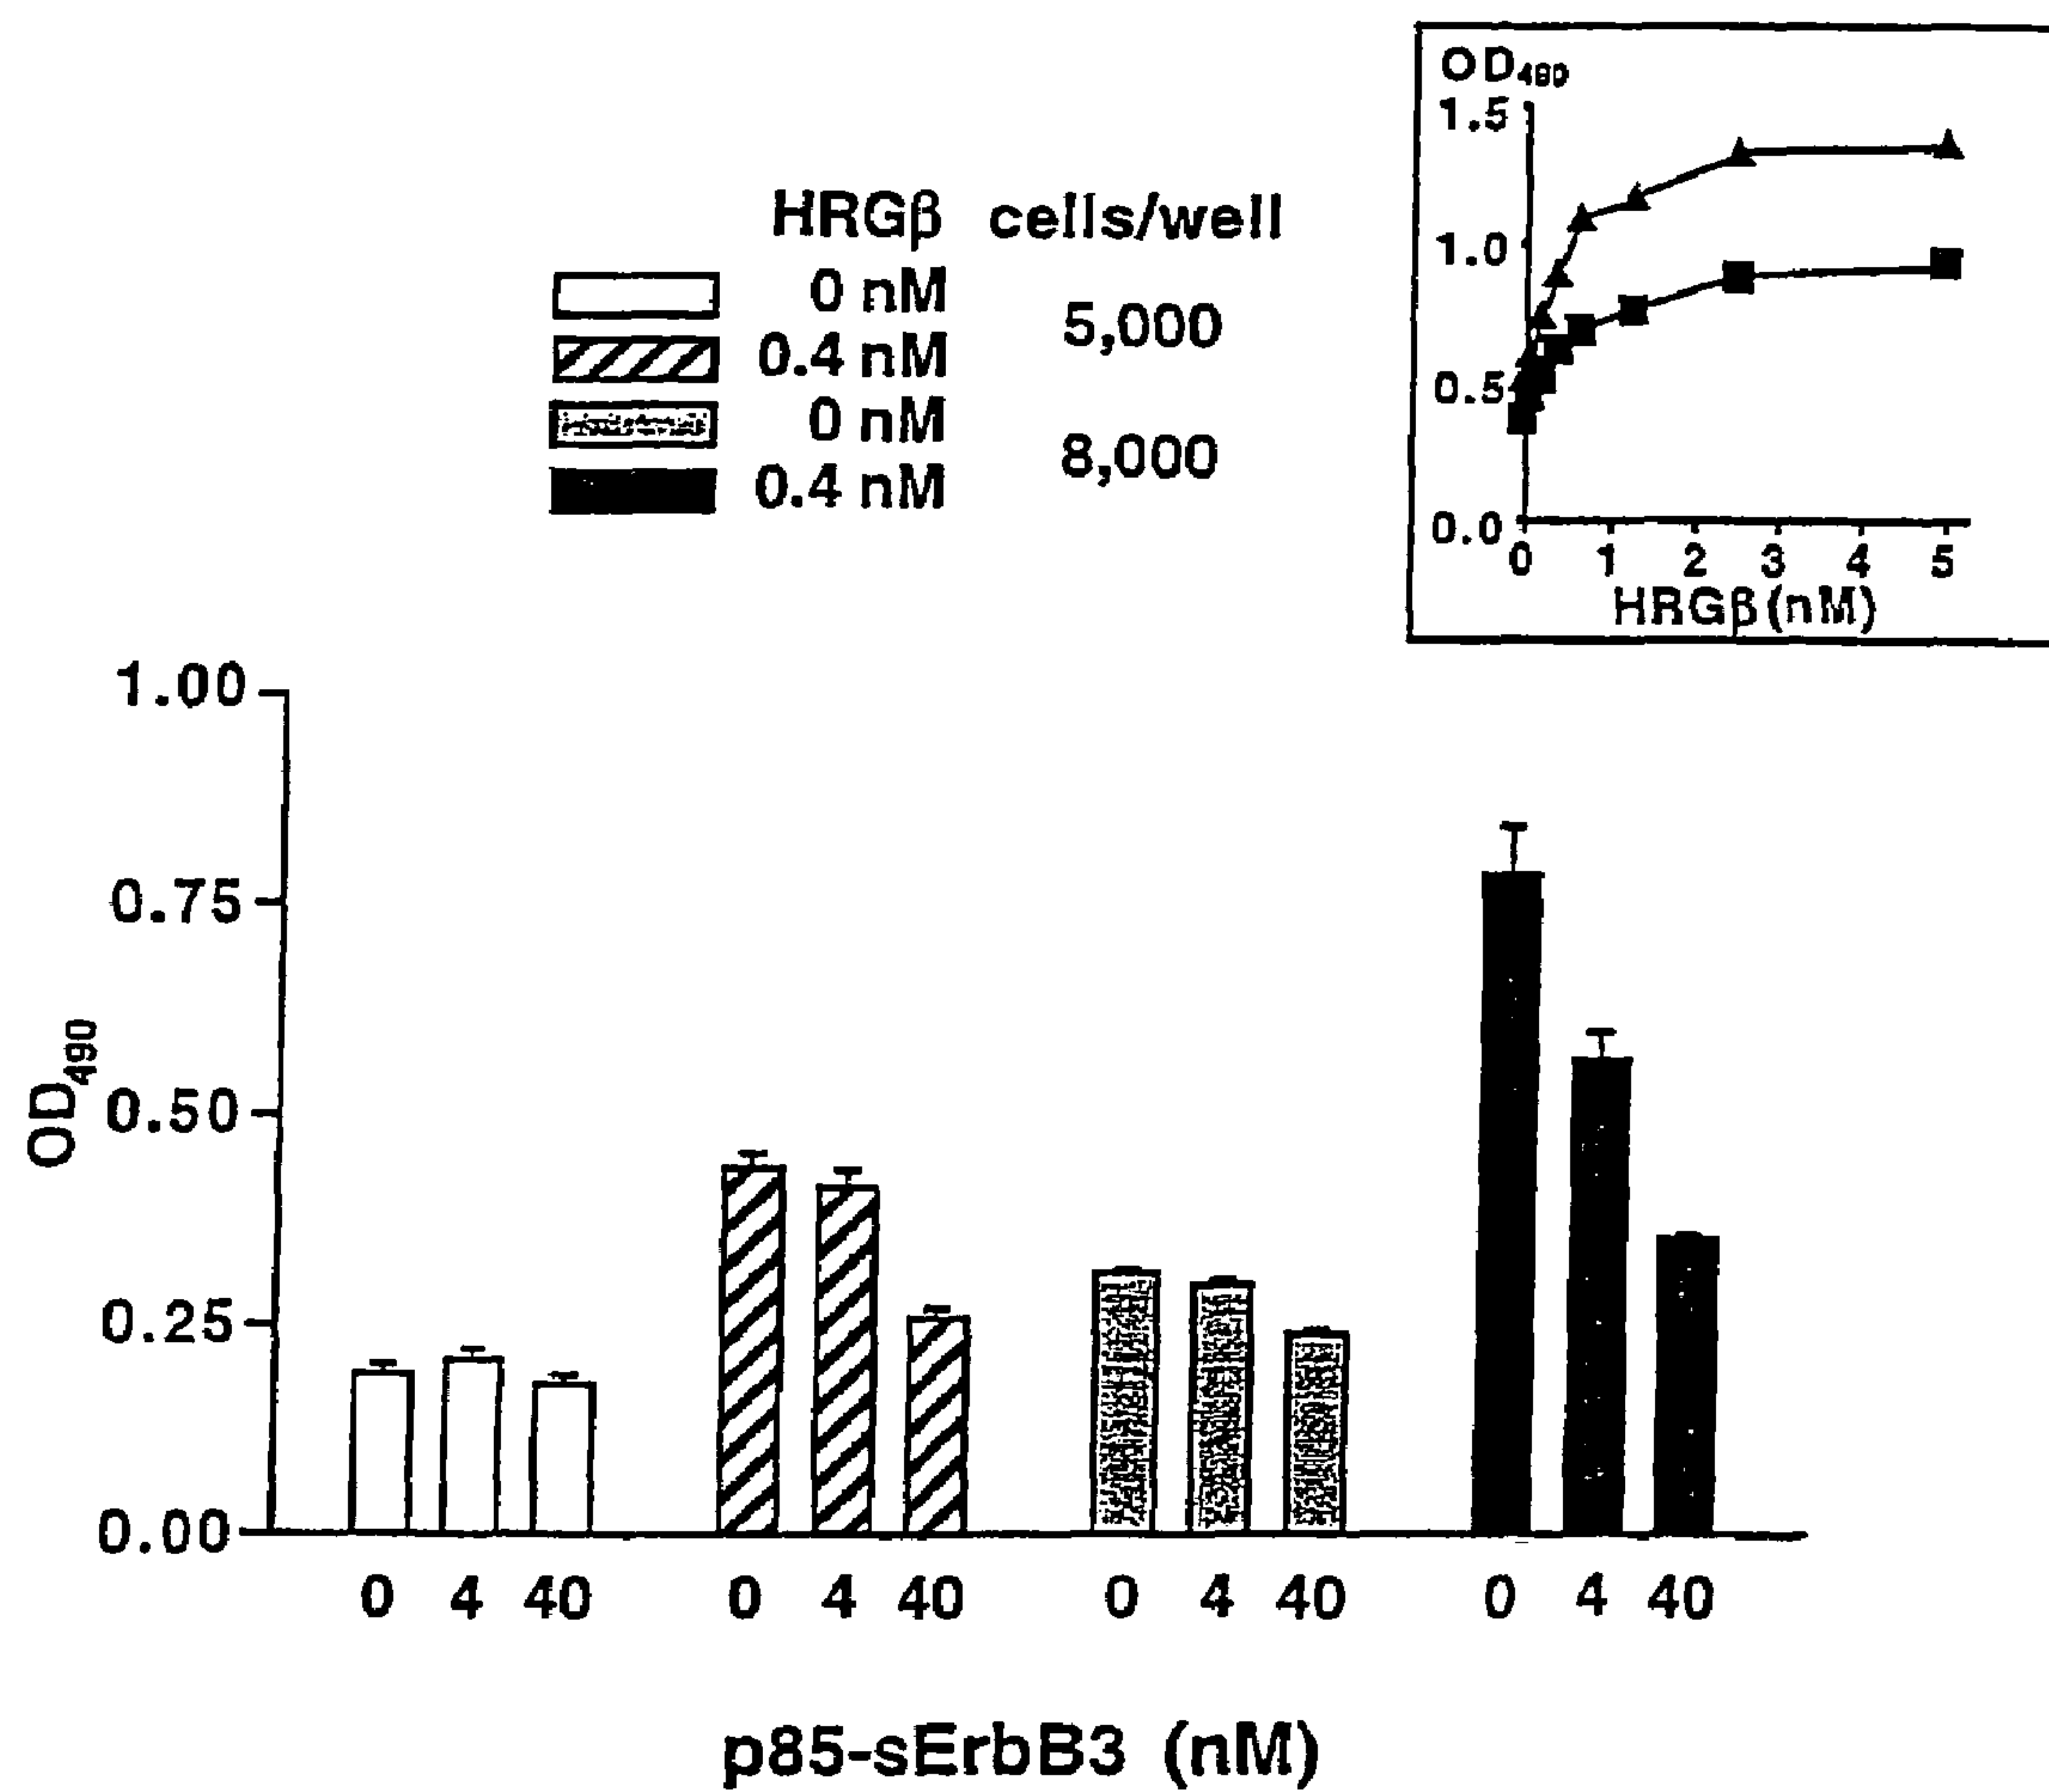 HRGβ cells/well
0 nM
5,000
0.4 nM
0 nM
8,000
0.4 nM
OD490
1.5
1.0
0.5
0.0
0 1 2 3 4 5
HRGβ (nM)
1.00
0.75
0.50
0.25
0.00
OD490
0 4 40 0 4 40 0 4 40 0 4 40
p85-sErbB3 (nM)